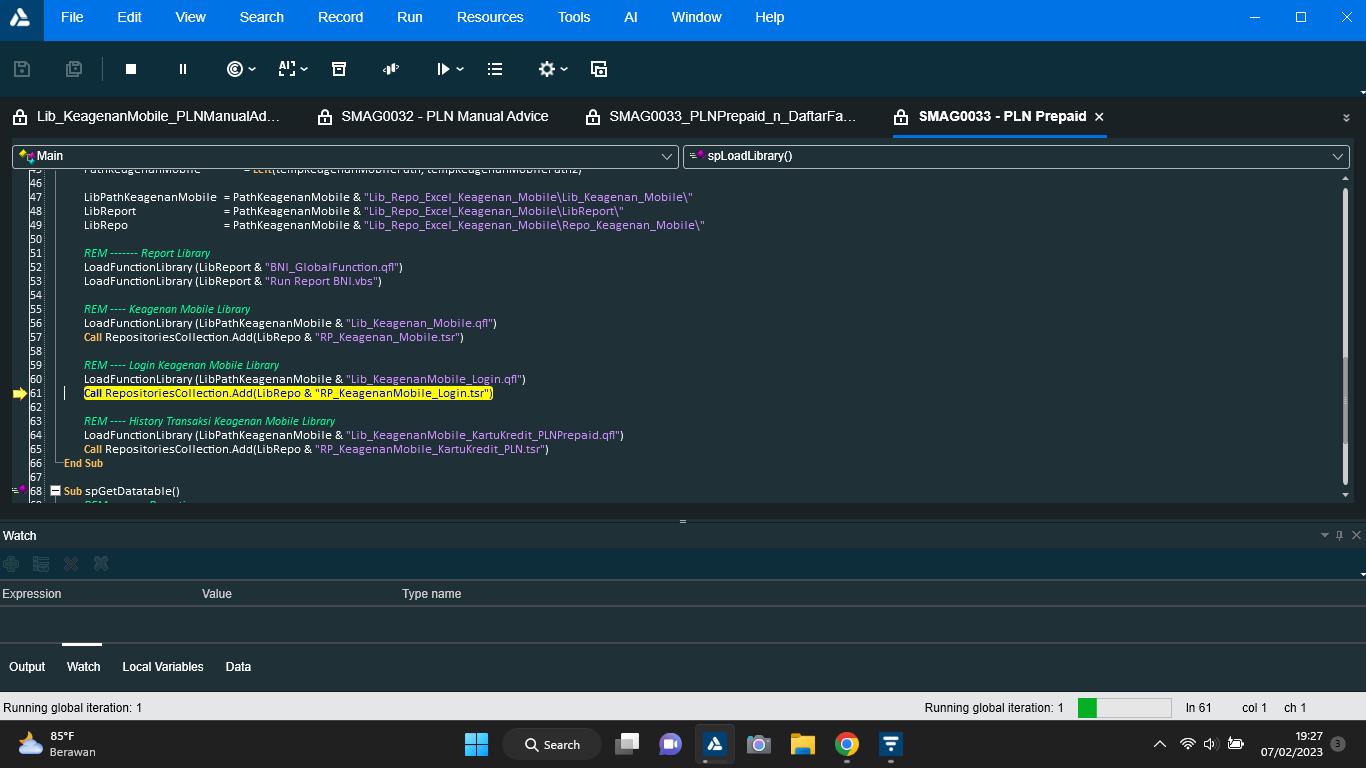 File Edit View Search Record Run Resources Tools AI Window Help
Lib_KeagenanMobile_PLNManualAd... SMAG0032 - PLN Manual Advice SMAG0033_PLNPrepaid_n_DaftarFa... SMAG0033 - PLN Prepaid
Main spLoadLibrary()
45 PathKeagenanMobile = Left(tempKeagenanMobilePath, tempKeagenanMobilePath2)
46
47 LibPathKeagenanMobile = PathKeagenanMobile & "Lib_Repo_Excel_Keagenan_Mobile\Lib_Keagenan_Mobile\"
48 LibReport = PathKeagenanMobile & "Lib_Repo_Excel_Keagenan_Mobile\LibReport\"
49 LibRepo = PathKeagenanMobile & "Lib_Repo_Excel_Keagenan_Mobile\Repo_Keagenan_Mobile\"
50
51 REM ------- Report Library
52 LoadFunctionLibrary (LibReport & "BNI_GlobalFunction.qfl")
53 LoadFunctionLibrary (LibReport & "Run Report BNI.vbs")
54
55 REM ---- Keagenan Mobile Library
56 LoadFunctionLibrary (LibPathKeagenanMobile & "Lib_Keagenan_Mobile.qfl")
57 Call RepositoriesCollection.Add(LibRepo & "RP_Keagenan_Mobile.tsr")
58
59 REM ---- Login Keagenan Mobile Library
60 LoadFunctionLibrary (LibPathKeagenanMobile & "Lib_KeagenanMobile_Login.qfl")
61 Call RepositoriesCollection.Add(LibRepo & "RP_KeagenanMobile_Login.tsr")
62
63 REM ---- History Transaksi Keagenan Mobile Library
64 LoadFunctionLibrary (LibPathKeagenanMobile & "Lib_KeagenanMobile_KartuKredit_PLNPrepaid.qfl")
65 Call RepositoriesCollection.Add(LibRepo & "RP_KeagenanMobile_KartuKredit_PLN.tsr")
66 End Sub
67
68 Sub spGetDatatable()
Watch
Expression Value Type name
Output Watch Local Variables Data
Running global iteration: 1 Running global iteration: 1 ln 61 col 1 ch 1
85°F
Berawan
Search
19:27
07/02/2023
3